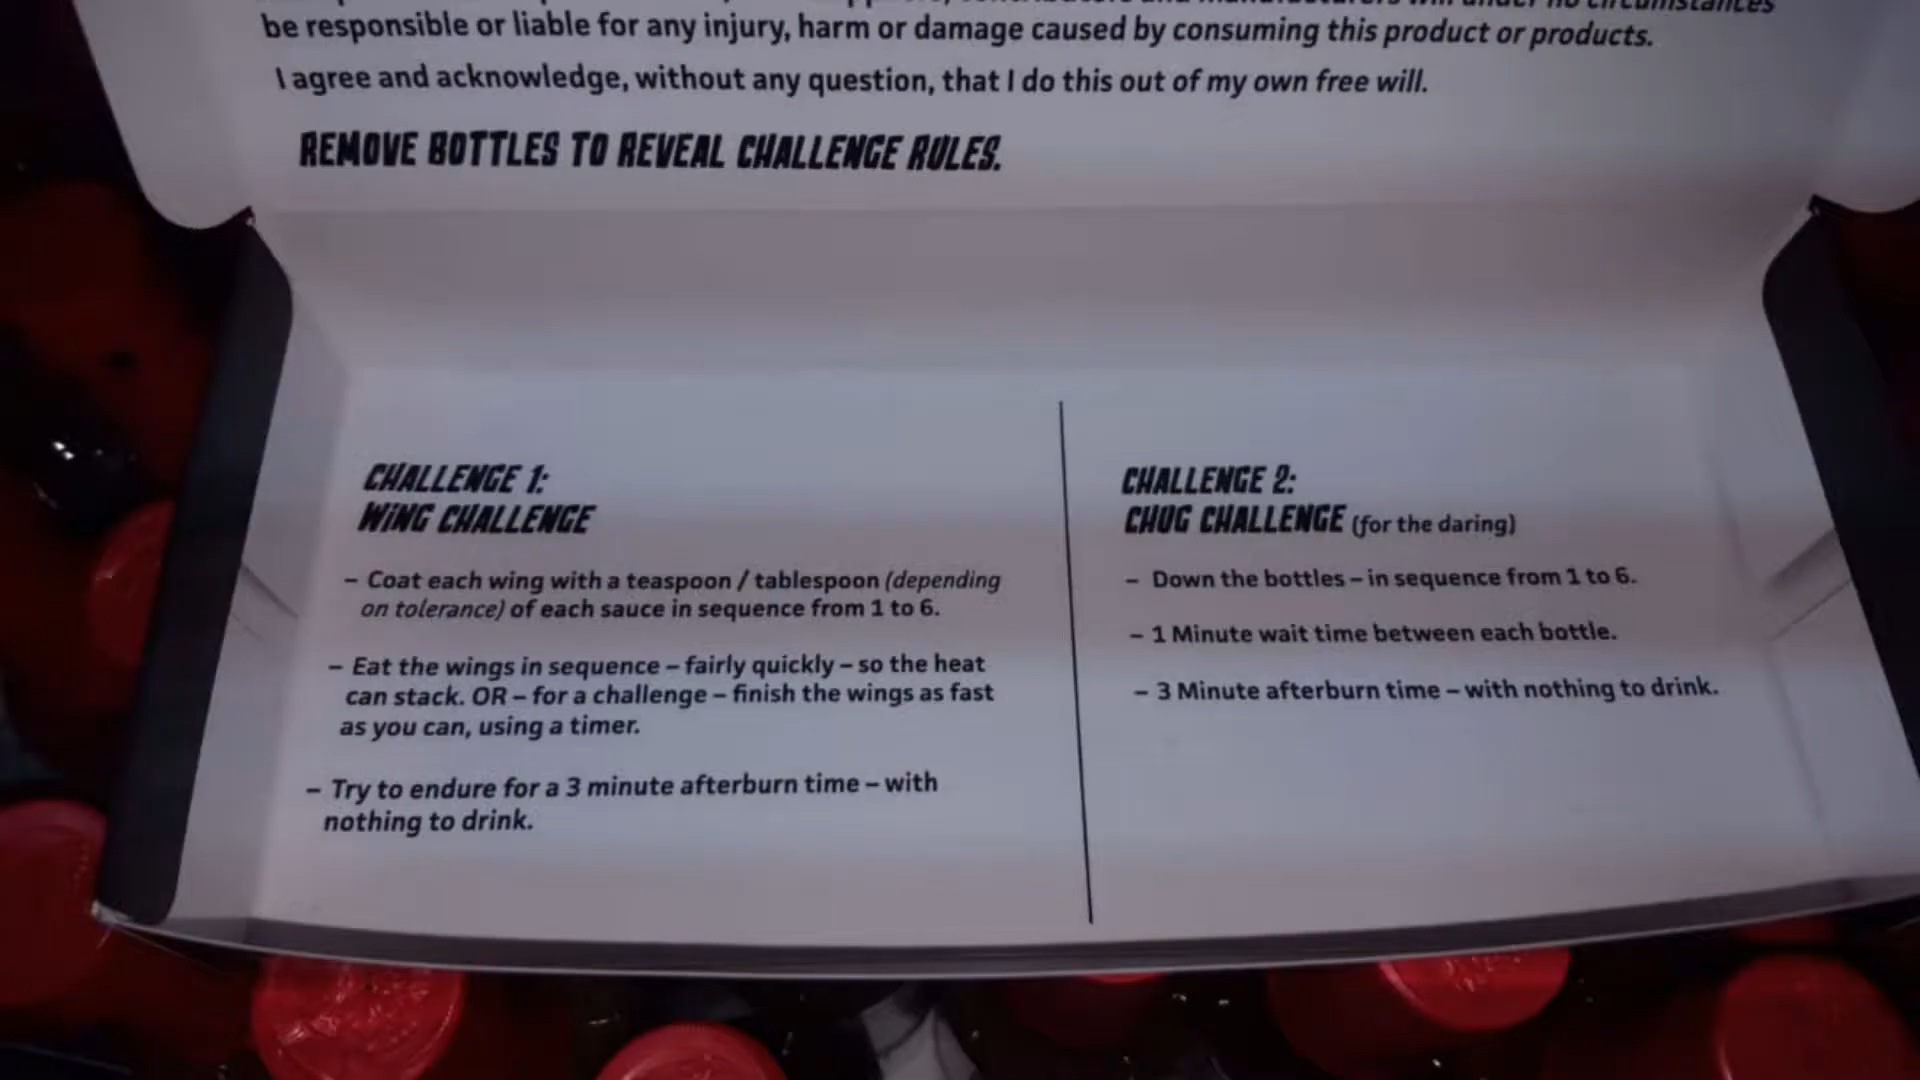 be responsible or liable for any injury, harm or damage caused by consuming this product or products.
I agree and acknowledge, without any question, that I do this out of my own free will.
REMOVE BOTTLES TO REVEAL CHALLENGE RULES.
CHALLENGE 1:
WING CHALLENGE
– Coat each wing with a teaspoon / tablespoon (depending
on tolerance) of each sauce in sequence from 1 to 6.
– Eat the wings in sequence – fairly quickly – so the heat
can stack. OR – for a challenge – finish the wings as fast
as you can, using a timer.
– Try to endure for a 3 minute afterburn time – with
nothing to drink.
CHALLENGE 2:
CHUG CHALLENGE (for the daring)
– Down the bottles – in sequence from 1 to 6.
– 1 Minute wait time between each bottle.
– 3 Minute afterburn time – with nothing to drink.